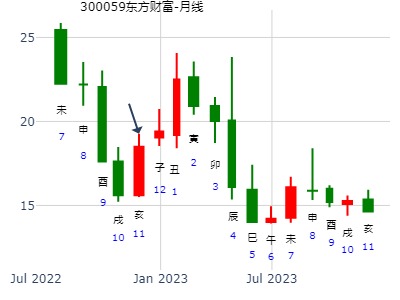 300059东方财富-月线
25
20
15
未
7
申
8
酉
9
戌
10
亥
11
子
12
丑
1
寅
2
卯
3
辰
4
巳
5
午
6
未
7
申
8
酉
9
戌
10
亥
11
Jul 2022
Jan 2023
Jul 2023